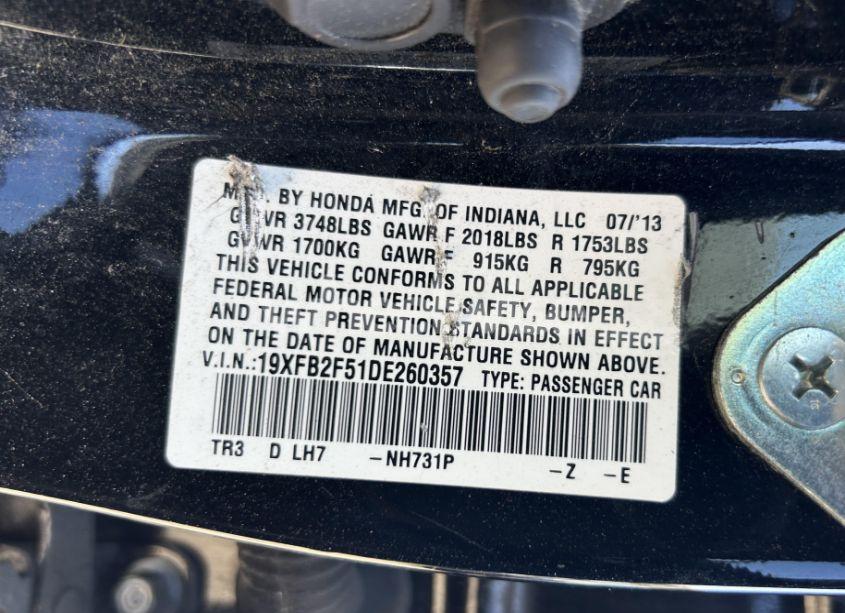 MFG. BY HONDA MFG. OF INDIANA, LLC 07/'13
GVWR 3748LBS GAWR F 2018LBS R 1753LBS
GVWR 1700KG GAWR F 915KG R 795KG
THIS VEHICLE CONFORMS TO ALL APPLICABLE
FEDERAL MOTOR VEHICLE SAFETY, BUMPER,
AND THEFT PREVENTION STANDARDS IN EFFECT
ON THE DATE OF MANUFACTURE SHOWN ABOVE.
V.I.N.:19XFB2F51DE260357 TYPE: PASSENGER CAR
TR3 D LH7 -NH731P -Z -E